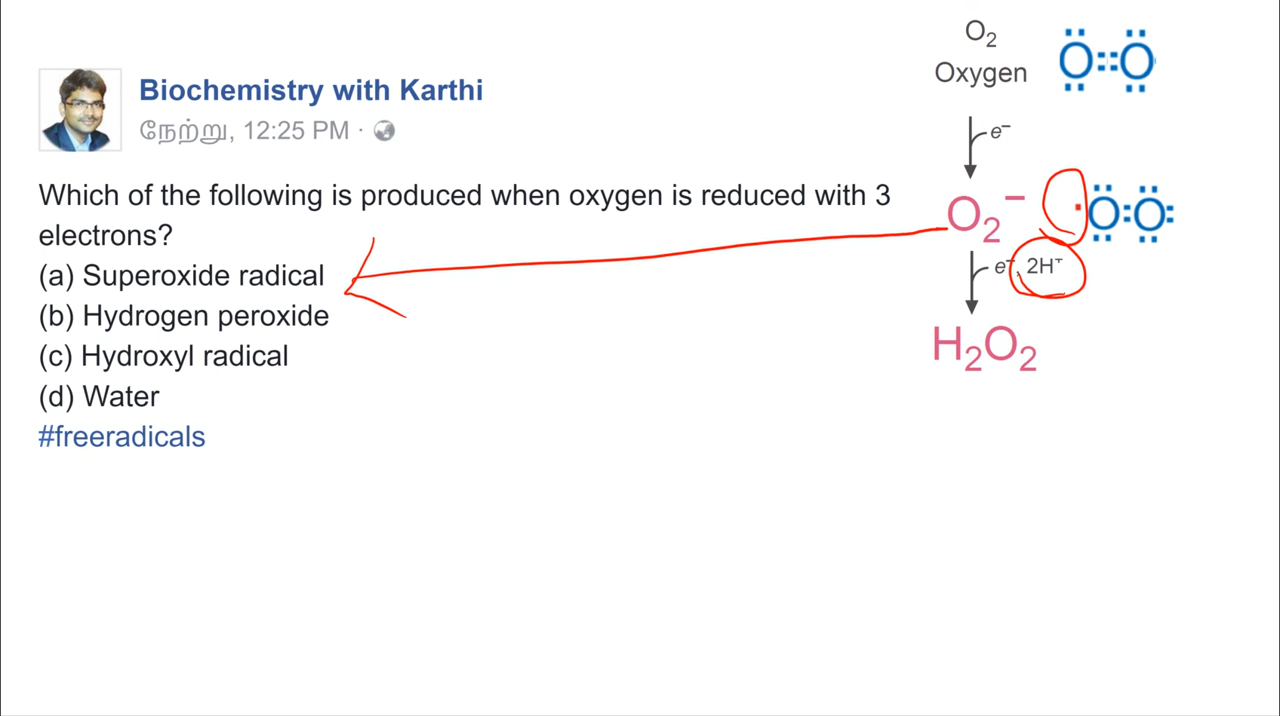 Biochemistry with Karthi
நேற்று, 12:25 PM ·
Which of the following is produced when oxygen is reduced with 3
electrons?
(a) Superoxide radical
(b) Hydrogen peroxide
(c) Hydroxyl radical
(d) Water
#freeradicals
O₂
Oxygen
O::O
e⁻
O₂⁻
·O:O:
e⁻, 2H⁺
H₂O₂